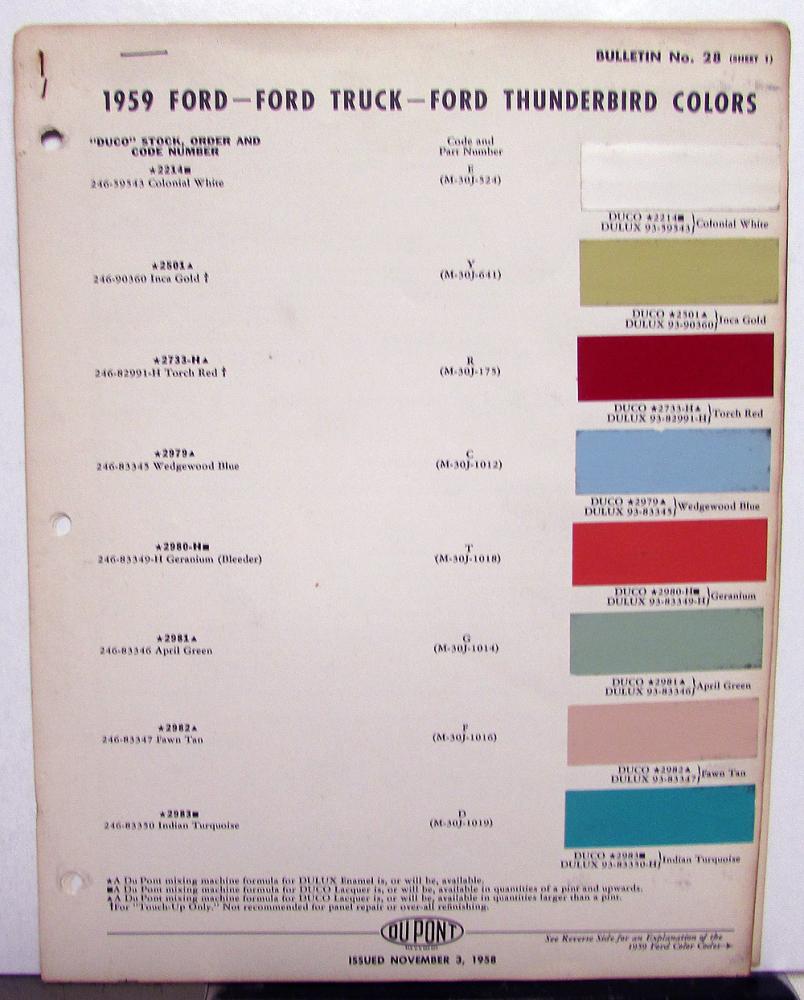 BULLETIN No. 28 (SHEET 1)
1959 FORD—FORD TRUCK—FORD THUNDERBIRD COLORS
"DUCO" STOCK, ORDER AND
CODE NUMBER
Code and
Part Number
★2214■
246-59543 Colonial White
E
(M-30J-524)
DUCO ★2214■
DULUX 93-59543}Colonial White
★2501▲
246-90360 Inca Gold †
Y
(M-30J-641)
DUCO ★2501▲
DULUX 93-90360}Inca Gold
★2733-H▲
246-82991-H Torch Red †
R
(M-30J-175)
DUCO ★2733-H▲
DULUX 93-82991-H}Torch Red
★2979▲
246-83345 Wedgewood Blue
C
(M-30J-1012)
DUCO ★2979▲
DULUX 93-83345}Wedgewood Blue
★2980-H■
246-83349-H Geranium (Bleeder)
T
(M-30J-1018)
DUCO ★2980-H■
DULUX 93-83349-H}Geranium
★2981▲
246-83346 April Green
G
(M-30J-1014)
DUCO ★2981▲
DULUX 93-83346}April Green
★2982▲
246-83347 Fawn Tan
F
(M-30J-1016)
DUCO ★2982▲
DULUX 93-83347}Fawn Tan
★2983■
246-83350 Indian Turquoise
D
(M-30J-1019)
DUCO ★2983■
DULUX 93-83350-H}Indian Turquoise
★A Du Pont mixing machine formula for DULUX Enamel is, or will be, available.
■A Du Pont mixing machine formula for DUCO Lacquer is, or will be, available in quantities of a pint and upwards.
▲A Du Pont mixing machine formula for DUCO Lacquer is, or will be, available in quantities larger than a pint.
†For "Touch-Up Only." Not recommended for panel repair or over-all refinishing.
DU PONT
See Reverse Side for an Explanation of the
1959 Ford Color Codes
ISSUED NOVEMBER 3, 1958